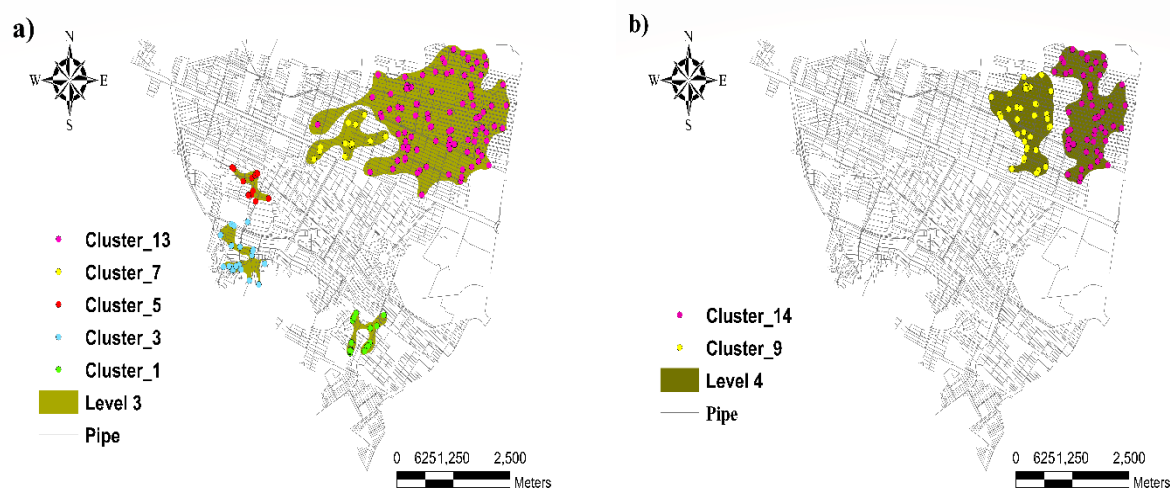 a)
N
W E
S
Cluster_13
Cluster_7
Cluster_5
Cluster_3
Cluster_1
Level 3
Pipe
0 6251,250 2,500
Meters
b)
N
W E
S
Cluster_14
Cluster_9
Level 4
Pipe
0 6251,250 2,500
Meters